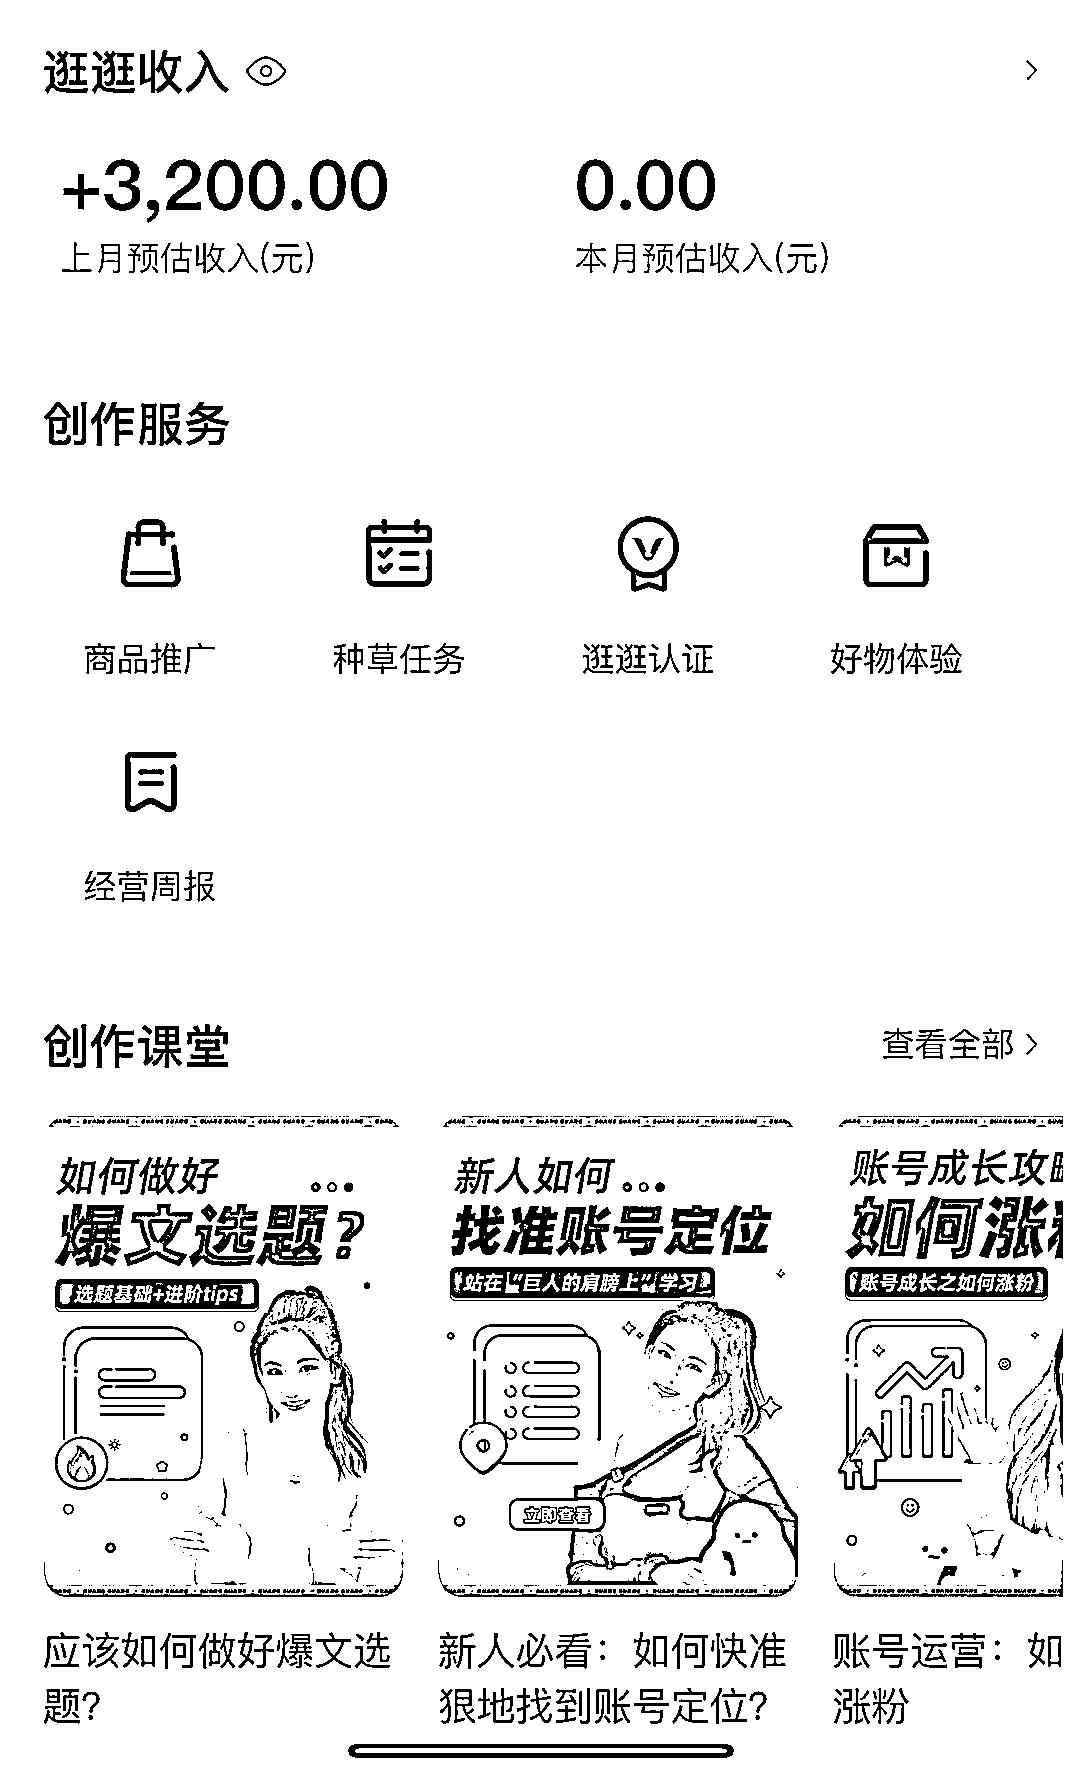 逛逛收入
+3,200.00
0.00
上月预估收入(元)
本月预估收入(元)
创作服务
商品推广
种草任务
逛逛认证
好物体验
经营周报
创作课堂
查看全部
如何做好
爆文选题?
选题基础+进阶tips
新人如何
找准账号定位
站在“巨人的肩膀上”学习
立即查看
账号成长攻略
如何涨粉
账号成长之如何涨粉
应该如何做好爆文选
题?
新人必看：如何快准
狠地找到账号定位?
账号运营：如
涨粉